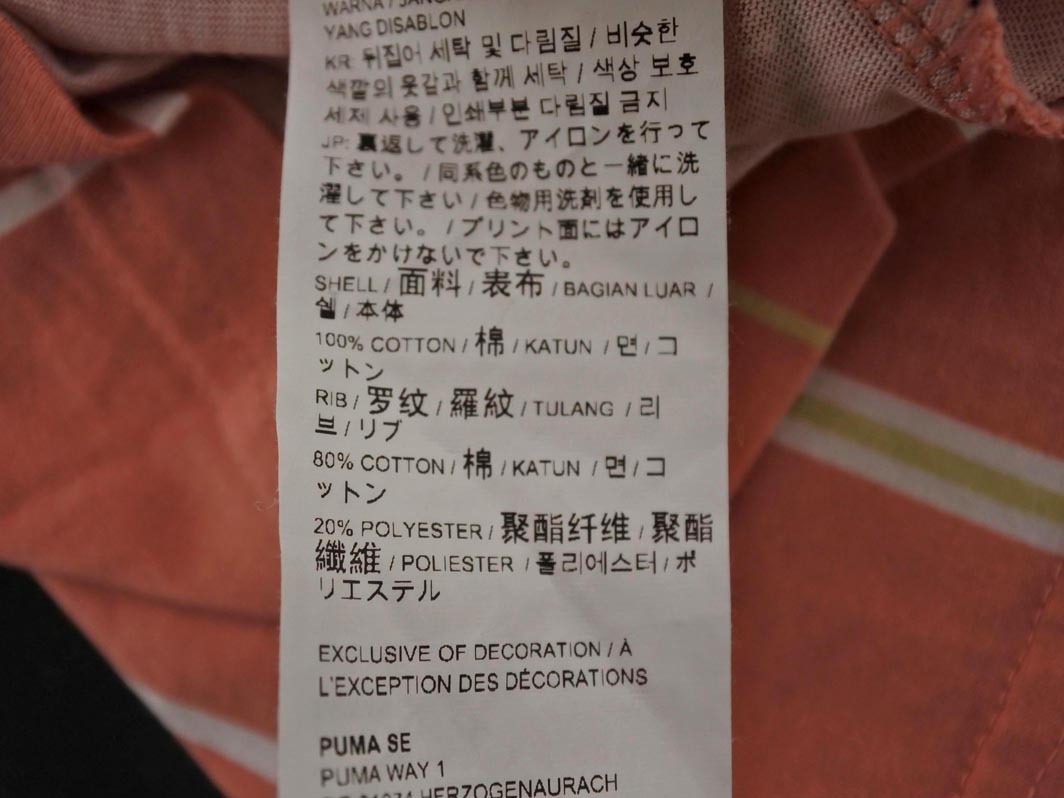 WARNA / JANGAN
YANG DISABLON
KR: 뒤집어 세탁 및 다림질 / 비슷한
색깔의 옷감과 함께 세탁 / 색상 보호
세제 사용 / 인쇄부분 다림질 금지
JP: 裏返して洗濯、アイロンを行って
下さい。 / 同系色のものと一緒に洗
濯して下さい / 色物用洗剤を使用し
て下さい。 / プリント面にはアイロ
ンをかけないで下さい。
SHELL / 面料 / 表布 / BAGIAN LUAR /
쉘 / 本体
100% COTTON / 棉 / KATUN / 면 / コ
ットン
RIB / 罗纹 / 羅紋 / TULANG / 리
브 / リブ
80% COTTON / 棉 / KATUN / 면 / コ
ットン
20% POLYESTER / 聚酯纤维 / 聚酯
纖維 / POLIESTER / 폴리에스터 / ポ
リエステル
EXCLUSIVE OF DECORATION / À
L'EXCEPTION DES DÉCORATIONS
PUMA SE
PUMA WAY 1
HERZOGENAURACH